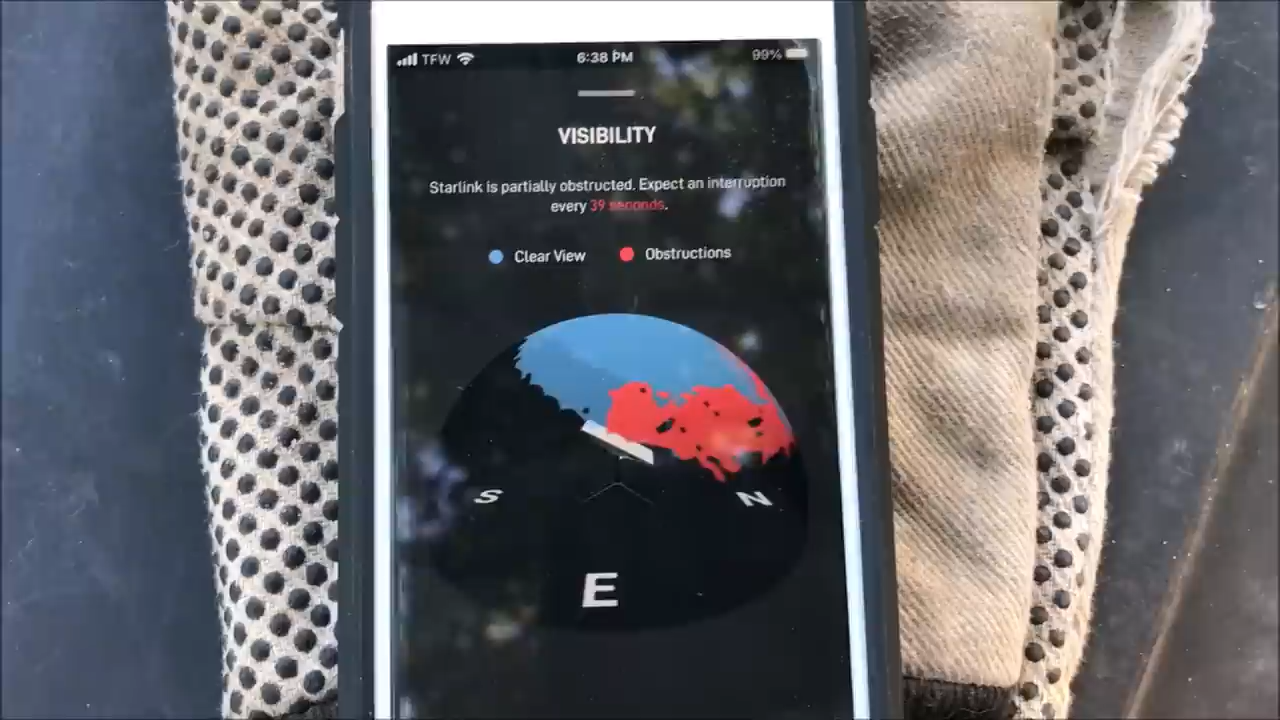 TFW 6:38 PM 99%
VISIBILITY
Starlink is partially obstructed. Expect an interruption
every 39 seconds.
Clear View Obstructions
S N
E